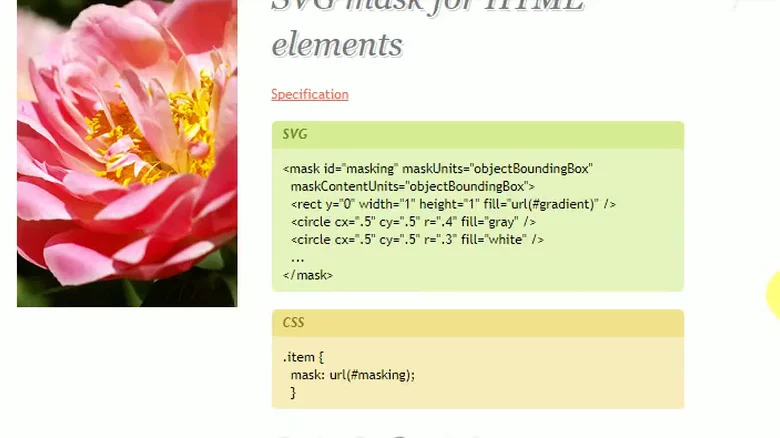 SVG mask for HTML
elements
Specification
SVG
<mask id="masking" maskUnits="objectBoundingBox"
maskContentUnits="objectBoundingBox">
<rect y="0" width="1" height="1" fill="url(#gradient)" />
<circle cx=".5" cy=".5" r=".4" fill="gray" />
<circle cx=".5" cy=".5" r=".3" fill="white" />
...
</mask>
CSS
.item {
mask: url(#masking);
}